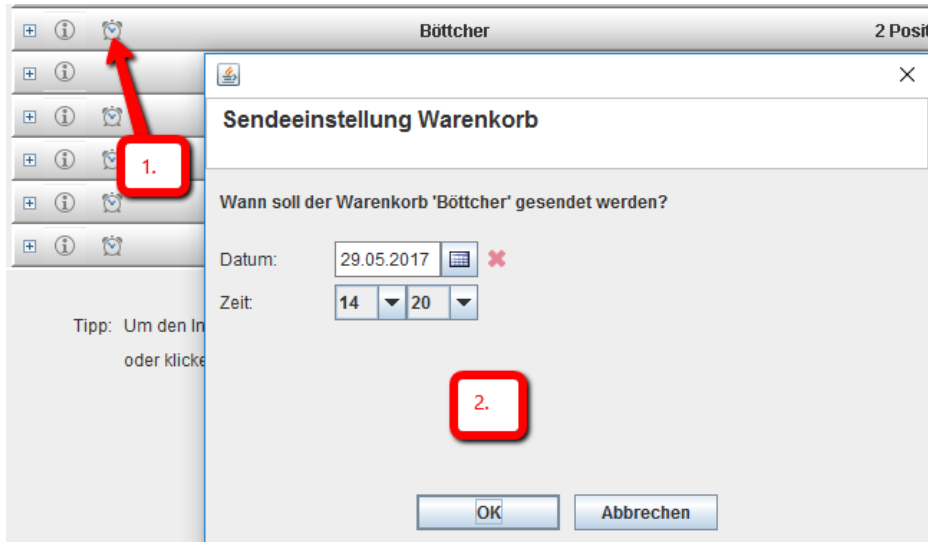 Böttcher 2 Posit
Sendeeinstellung Warenkorb
1.
Wann soll der Warenkorb 'Böttcher' gesendet werden?
Datum: 29.05.2017
Zeit: 14 20
Tipp: Um den In
oder klicke
2.
OK Abbrechen